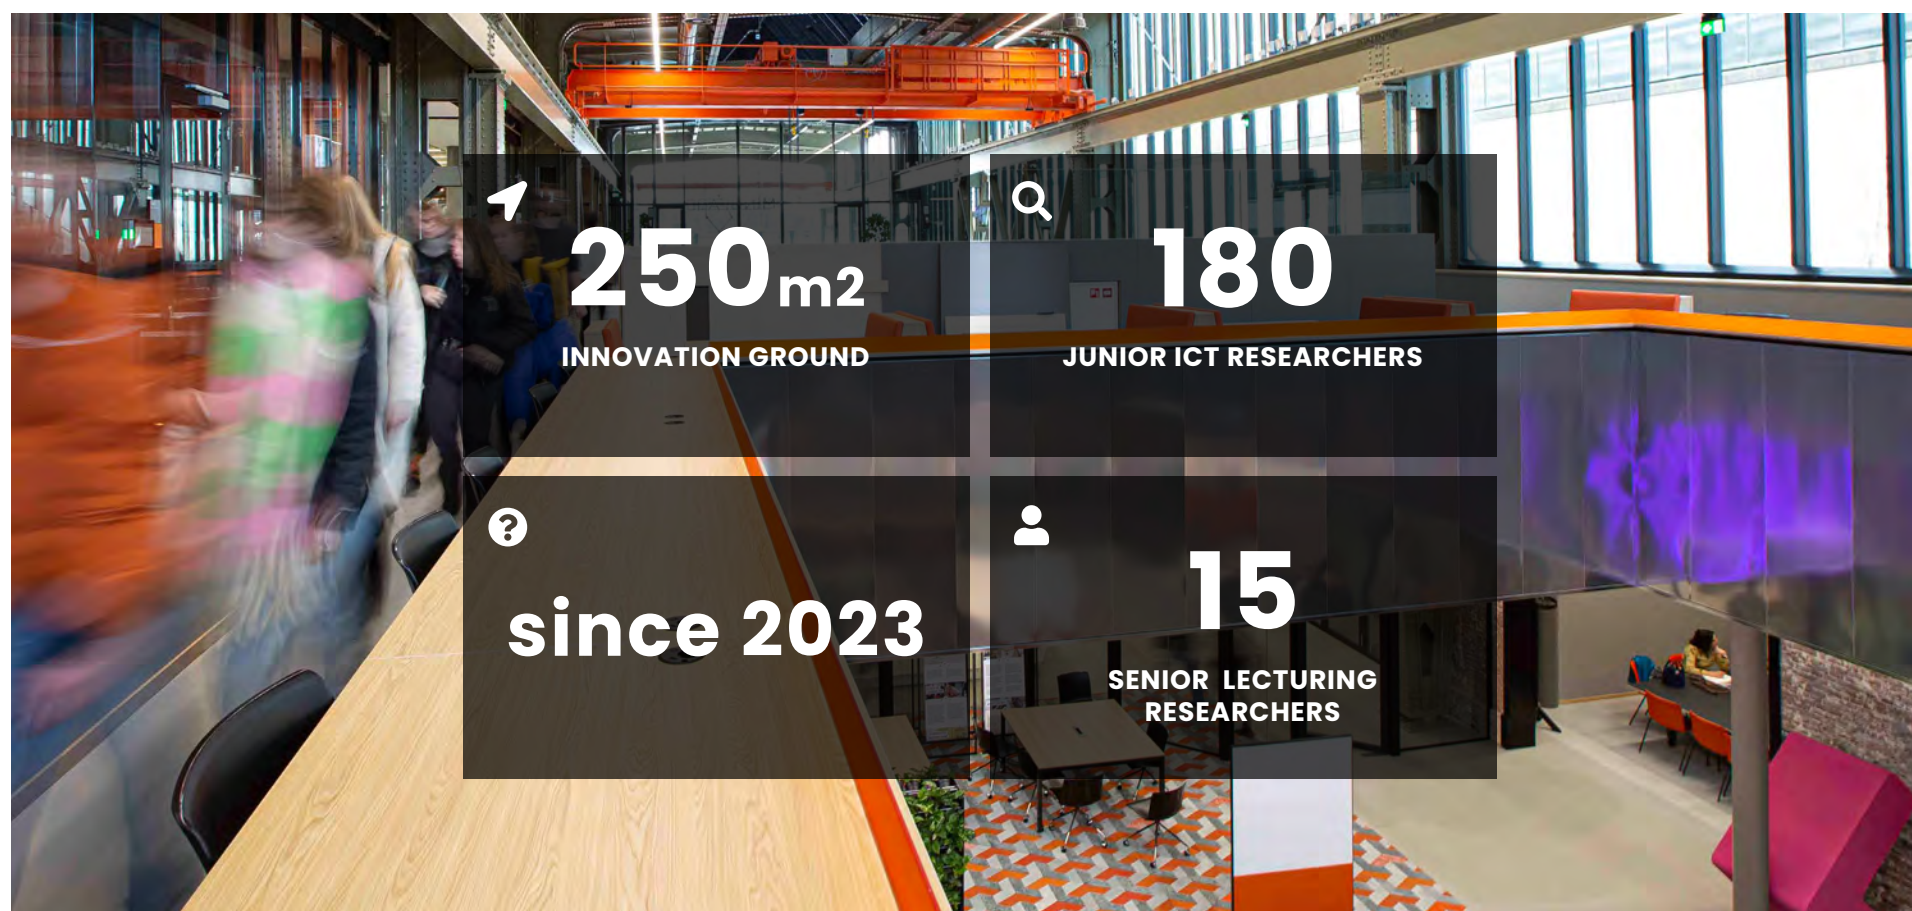 250m2
INNOVATION GROUND
180
JUNIOR ICT RESEARCHERS
since 2023
15
SENIOR LECTURING
RESEARCHERS